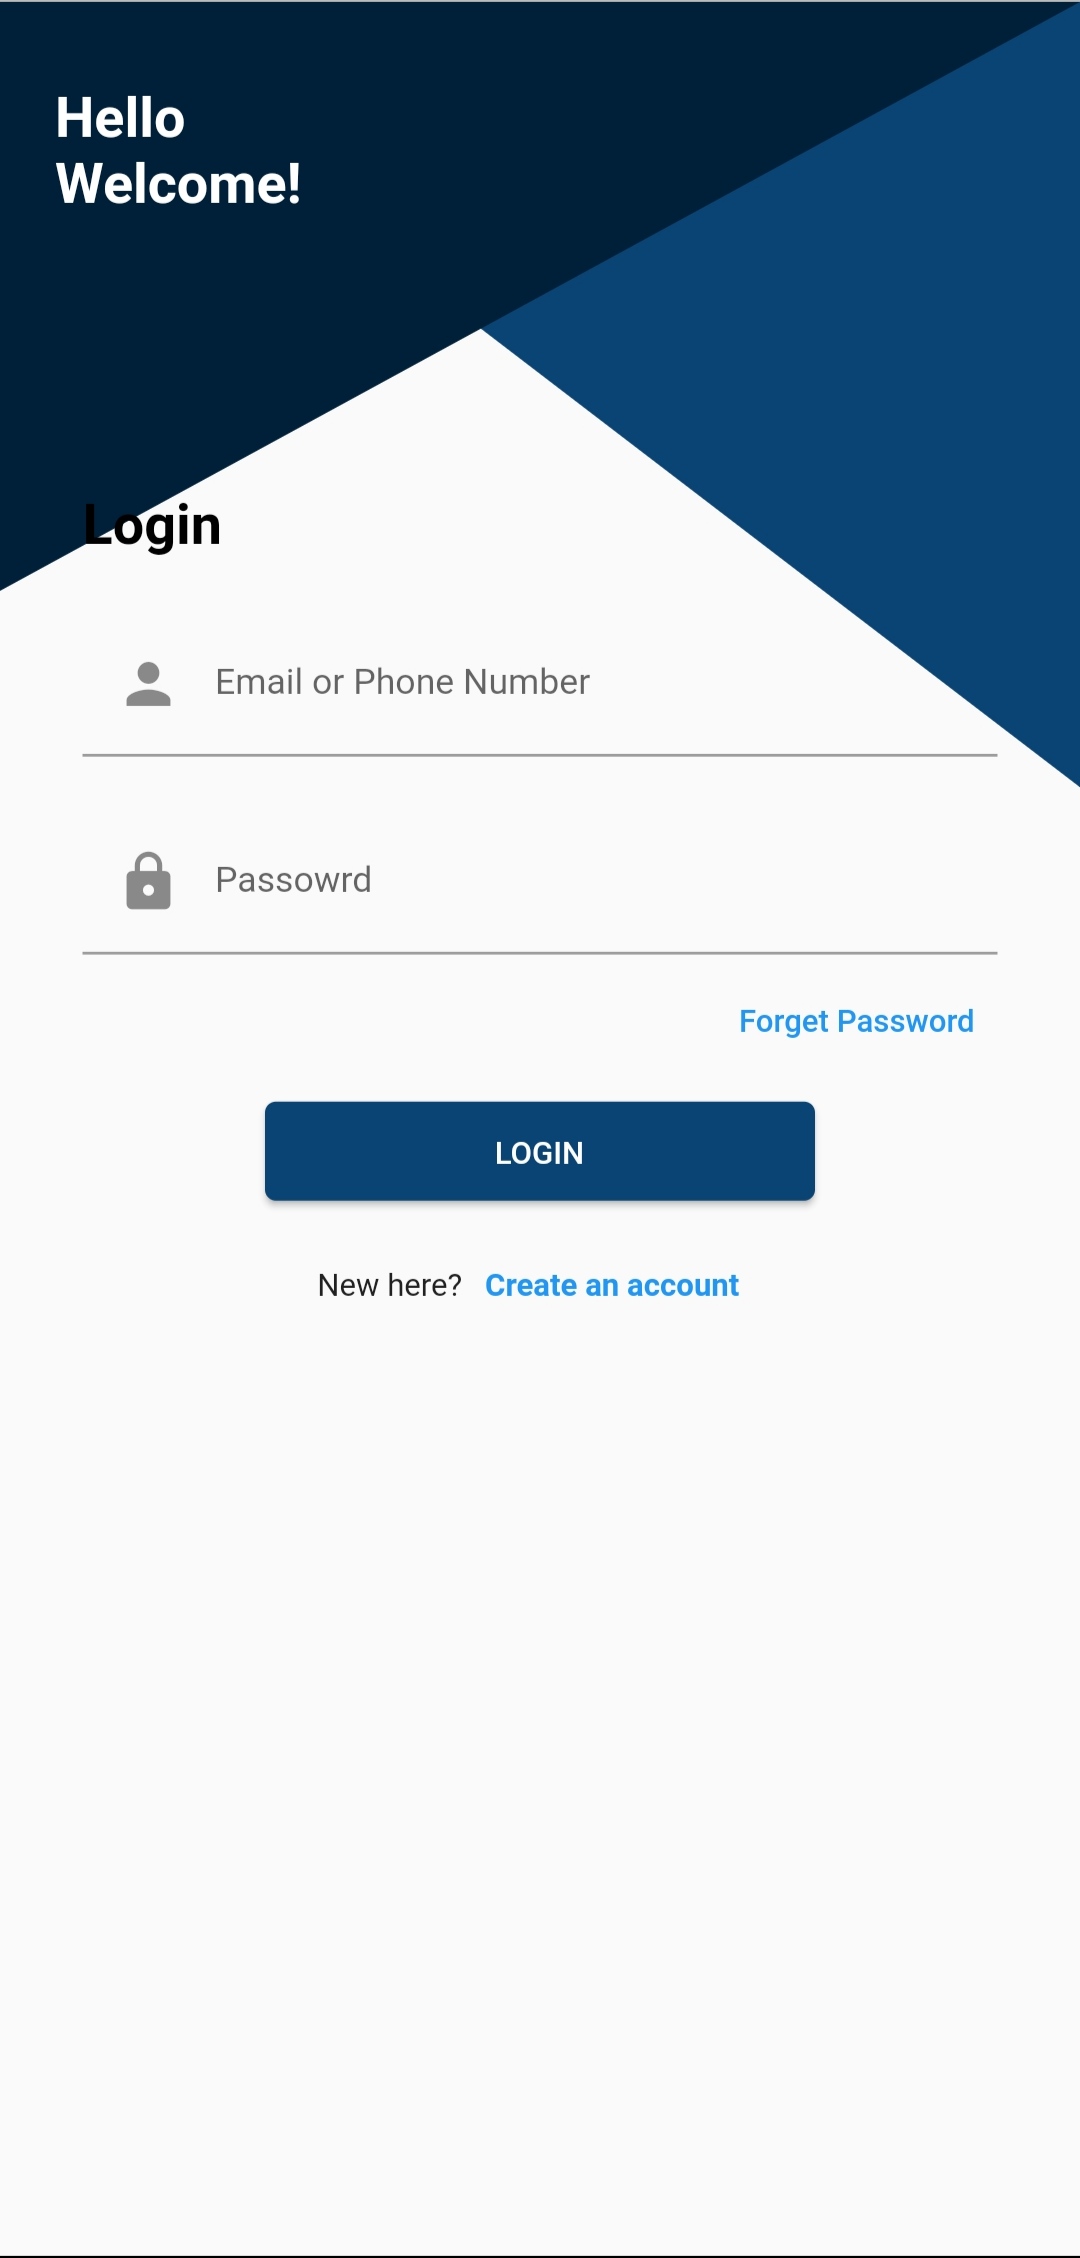 Hello
Welcome!
Login
Email or Phone Number
Passowrd
Forget Password
LOGIN
New here? Create an account